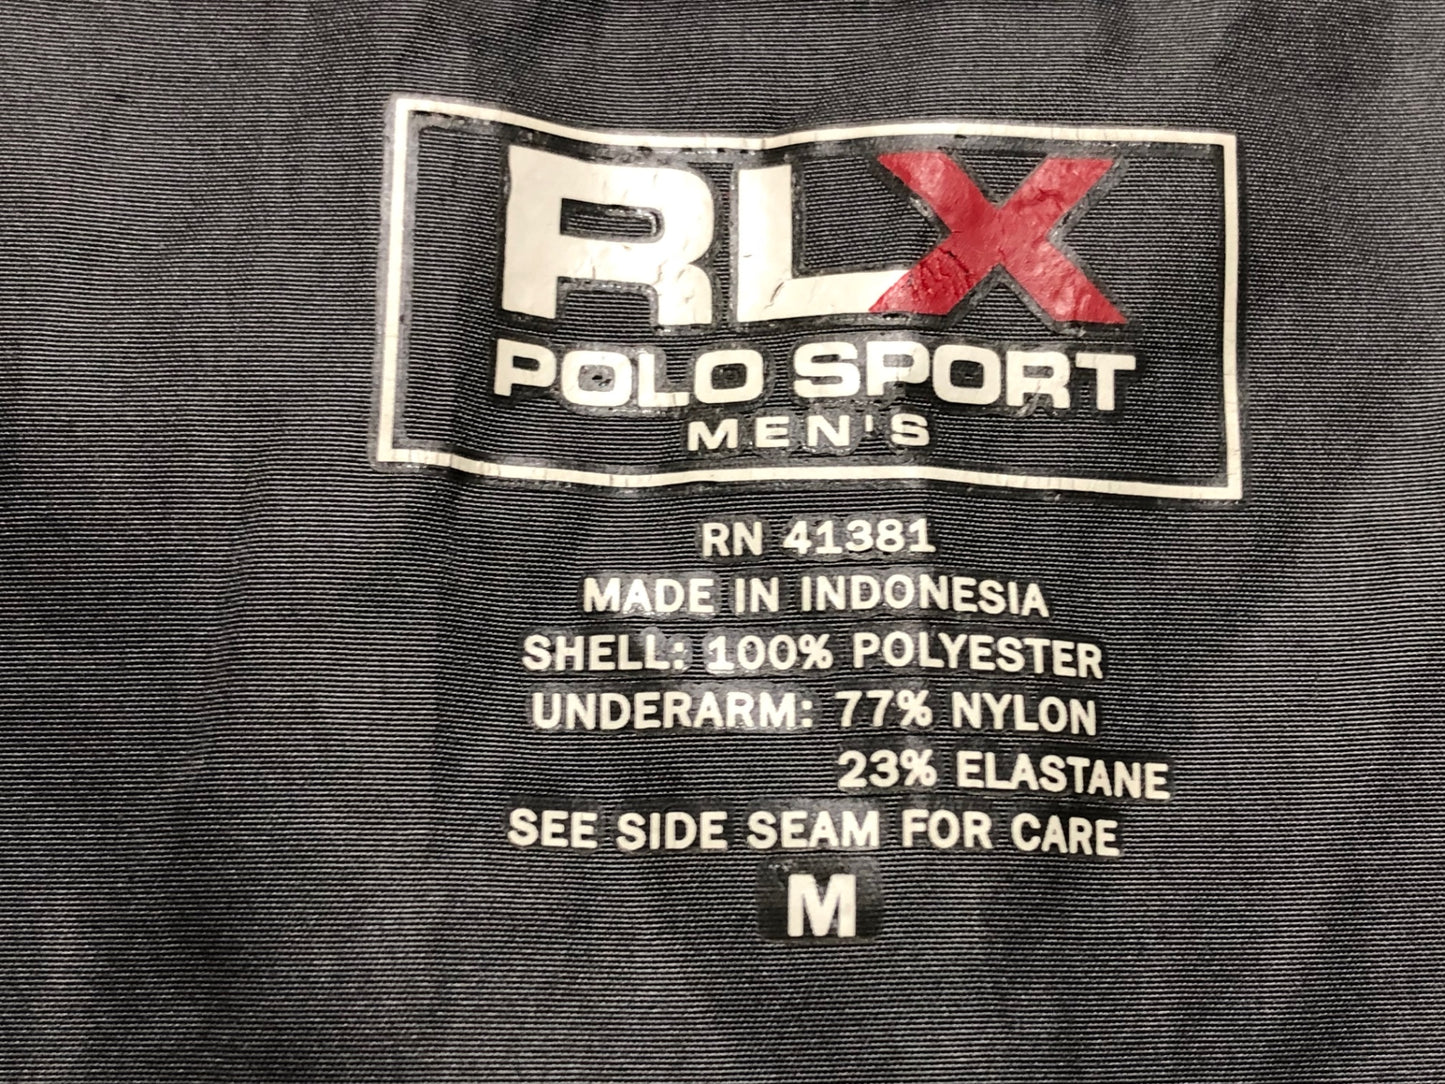 RLX
POLO SPORT
MEN'S
RN 41381
MADE IN INDONESIA
SHELL: 100% POLYESTER
UNDERARM: 77% NYLON
23% ELASTANE
SEE SIDE SEAM FOR CARE
M